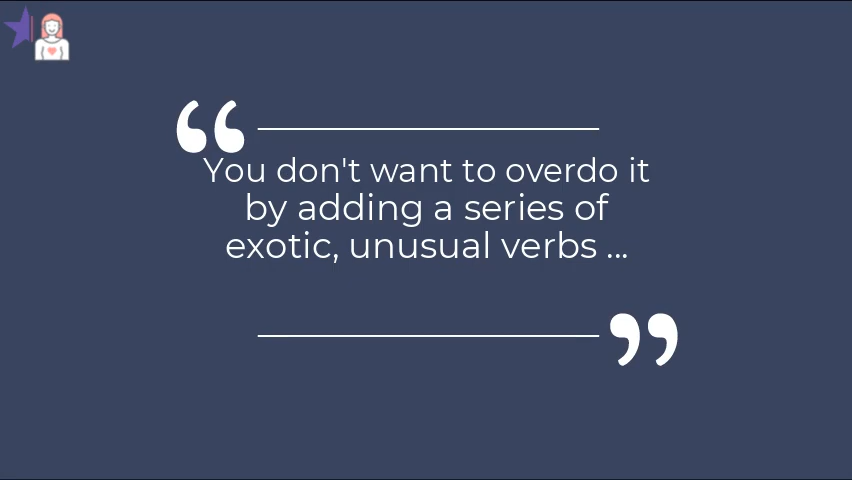 “
You don't want to overdo it
by adding a series of
exotic, unusual verbs ...
”